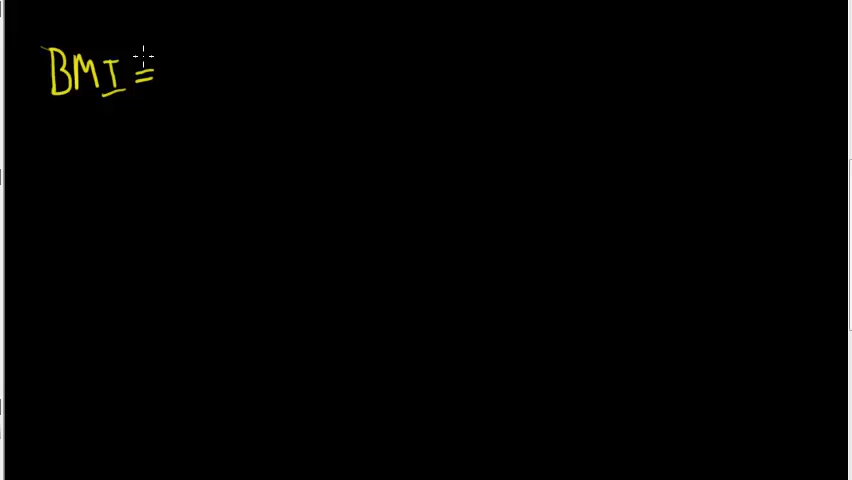 BMI =